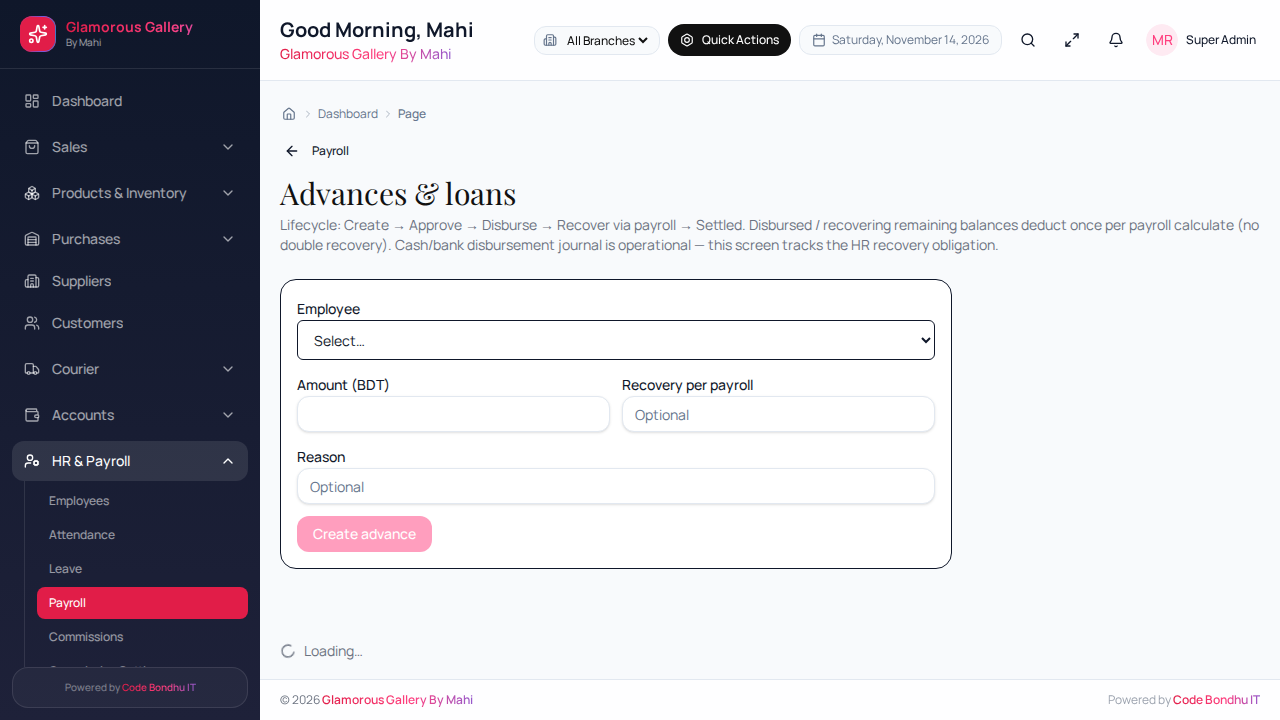 Glamorous Gallery
By Mahi
Dashboard
Sales
Products & Inventory
Purchases
Suppliers
Customers
Courier
Accounts
HR & Payroll
Employees
Attendance
Leave
Payroll
Commissions
Powered by Code Bondhu IT
Good Morning, Mahi
Glamorous Gallery By Mahi
All Branches
Quick Actions
Saturday, November 14, 2026
MR
Super Admin
Dashboard
Page
Payroll
Advances & loans
Lifecycle: Create → Approve → Disburse → Recover via payroll → Settled. Disbursed / recovering remaining balances deduct once per payroll calculate (no
double recovery). Cash/bank disbursement journal is operational — this screen tracks the HR recovery obligation.
Employee
Select…
Amount (BDT)
Recovery per payroll
Optional
Reason
Optional
Create advance
Loading…
© 2026 Glamorous Gallery By Mahi
Powered by Code Bondhu IT